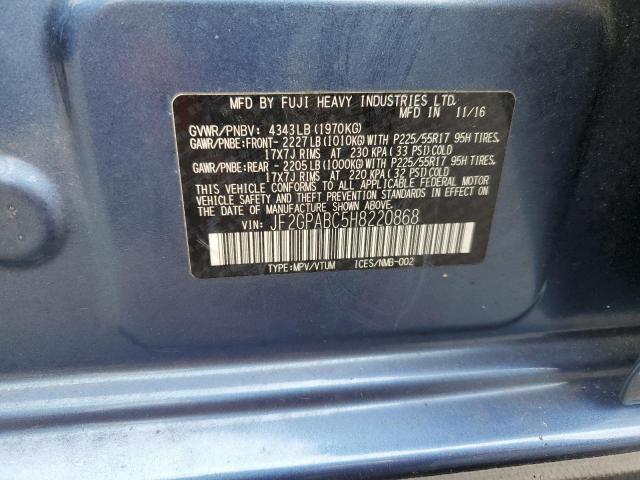 MFD BY FUJI HEAVY INDUSTRIES LTD.
MFD IN 11/16
GVWR/PNBV: 4343LB(1970KG)
GAWR/PNBE:FRONT- 2227LB(1010KG)WITH P225/55R17 95H TIRES,
17X7J RIMS AT 230 KPA(33 PSI)COLD
GAWR/PNBE:REAR - 2205LB(1000KG)WITH P225/55R17 95H TIRES,
17X7J RIMS AT 220 KPA(32 PSI)COLD
THIS VEHICLE CONFORMS TO ALL APPLICABLE FEDERAL MOTOR
VEHICLE SAFETY AND THEFT PREVENTION STANDARDS IN EFFECT ON
THE DATE OF MANUFACTURE SHOWN ABOVE.
VIN: JF2GPABC5H8220868
TYPE:MPV/VTUM ICES/NMB-002